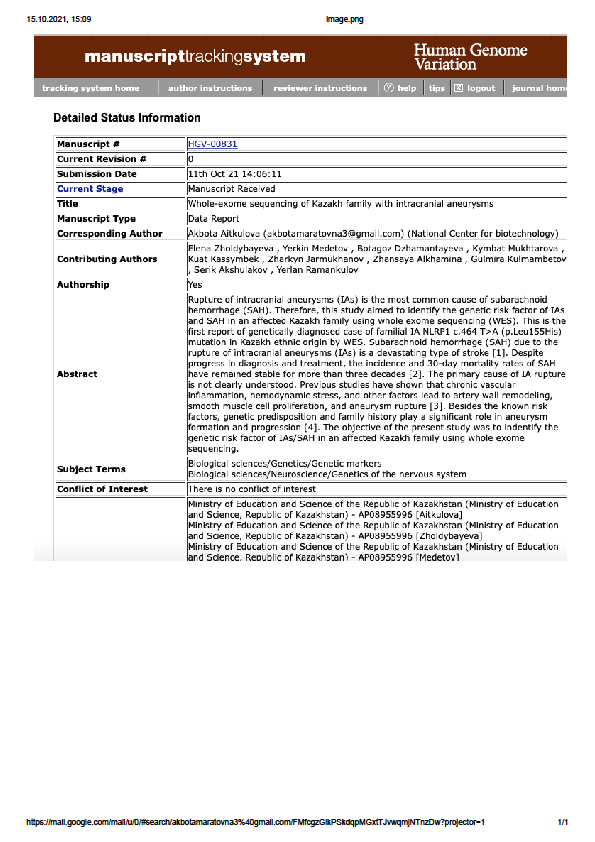 15.10.2021, 15:09
image.png
manuscripttrackingsystem
Human Genome
Variation
tracking system home
author instructions
reviewer instructions
help
tips
logout
journal home
Detailed Status Information
Manuscript # HGV-00831
Current Revision # 0
Submission Date 11th Oct 21 14:06:11
Current Stage Manuscript Received
Title Whole-exome sequencing of Kazakh family with intracranial aneurysms
Manuscript Type Data Report
Corresponding Author Akbota Aitkulova (akbotamaratovna3@gmail.com) (National Center for biotechnology)
Contributing Authors
Elena Zholdybayeva , Yerkin Medetov , Botagoz Dzhamantayeva , Kymbat Mukhtarova ,
Kuat Kassymbek , Zharkyn Jarmukhanov , Zhansaya Alkhamina , Gulmira Kulmambetov
, Serik Akshulakov , Yerlan Ramankulov
Authorship Yes
Abstract
Rupture of intracranial aneurysms (IAs) is the most common cause of subarachnoid
hemorrhage (SAH). Therefore, this study aimed to identify the genetic risk factor of IAs
and SAH in an affected Kazakh family using whole exome sequencing (WES). This is the
first report of genetically diagnosed case of familial IA NLRP1 c.464 T>A (p.Leu155His)
mutation in Kazakh ethnic origin by WES. Subarachnoid hemorrhage (SAH) due to the
rupture of intracranial aneurysms (IAs) is a devastating type of stroke [1]. Despite
progress in diagnosis and treatment, the incidence and 30-day mortality rates of SAH
have remained stable for more than three decades [2]. The primary cause of IA rupture
is not clearly understood. Previous studies have shown that chronic vascular
inflammation, hemodynamic stress, and other factors lead to artery wall remodeling,
smooth muscle cell proliferation, and aneurysm rupture [3]. Besides the known risk
factors, genetic predisposition and family history play a significant role in aneurysm
formation and progression [4]. The objective of the present study was to indentify the
genetic risk factor of IAs/SAH in an affected Kazakh family using whole exome
sequencing.
Subject Terms
Biological sciences/Genetics/Genetic markers
Biological sciences/Neuroscience/Genetics of the nervous system
Conflict of Interest There is no conflict of interest
Ministry of Education and Science of the Republic of Kazakhstan (Ministry of Education
and Science, Republic of Kazakhstan) - AP08955996 [Aitkulova]
Ministry of Education and Science of the Republic of Kazakhstan (Ministry of Education
and Science, Republic of Kazakhstan) - AP08955996 [Zholdybayeva]
Ministry of Education and Science of the Republic of Kazakhstan (Ministry of Education
and Science, Republic of Kazakhstan) - AP08955996 [Medetov]
https://mail.google.com/mail/u/0/#search/akbotamaratovna3%40gmail.com/FMfcgzGlkPSkdqpMGxtTJvwqmjNTnzDw?projector=1
1/1